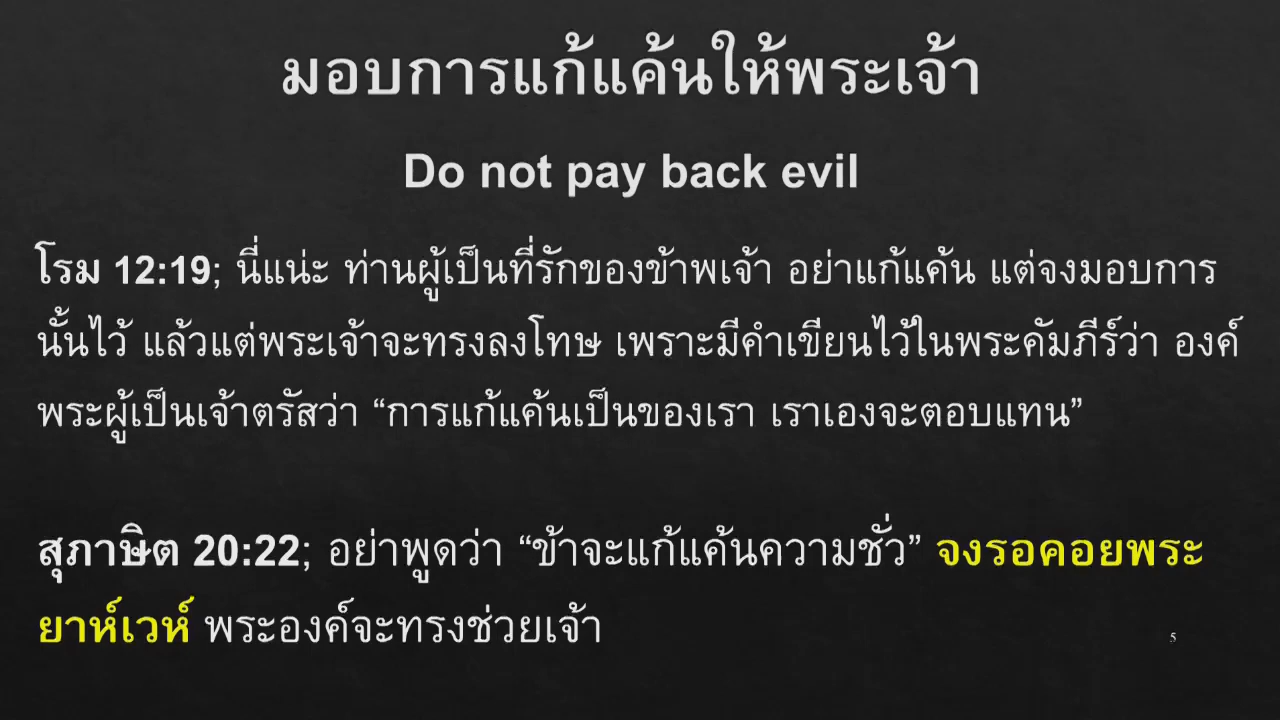 มอบการแก้แค้นให้พระเจ้า
Do not pay back evil
โรม 12:19; นี่แน่ะ ท่านผู้เป็นที่รักของข้าพเจ้า อย่าแก้แค้น แต่จงมอบการ
นั้นไว้ แล้วแต่พระเจ้าจะทรงลงโทษ เพราะมีคำเขียนไว้ในพระคัมภีร์ว่า องค์
พระผู้เป็นเจ้าตรัสว่า “การแก้แค้นเป็นของเรา เราเองจะตอบแทน”
สุภาษิต 20:22; อย่าพูดว่า “ข้าจะแก้แค้นความชั่ว” จงรอคอยพระ
ยาห์เวห์ พระองค์จะทรงช่วยเจ้า
5